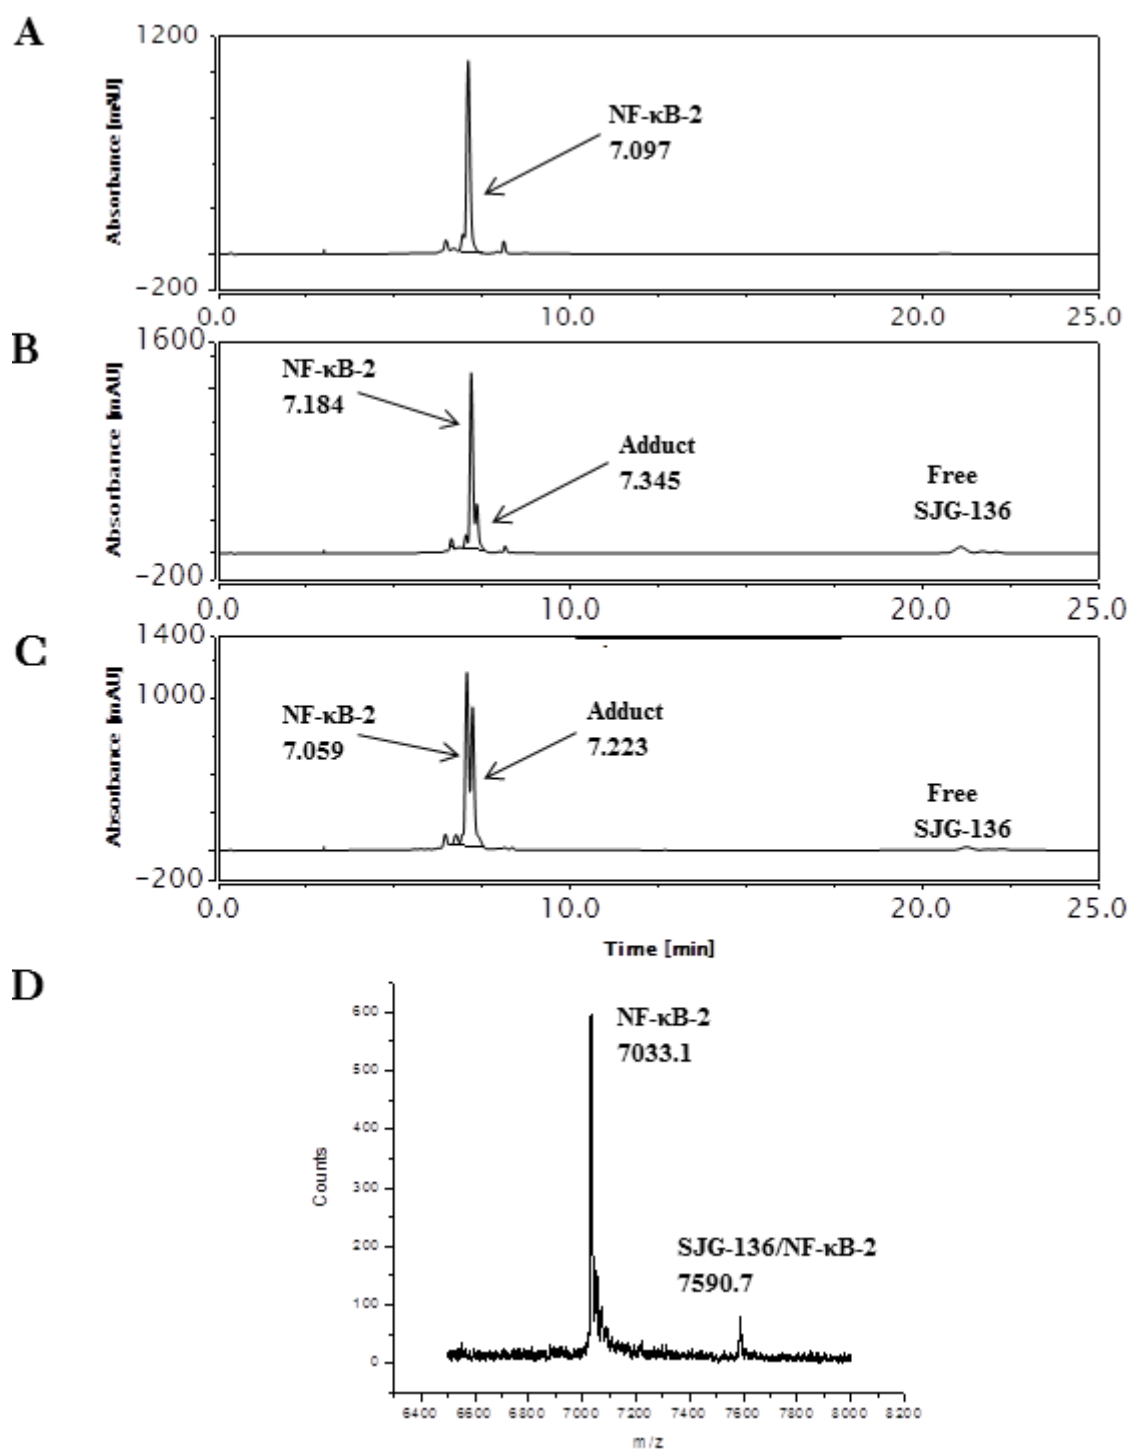 A
1200
Absorbance [mAU]
NF-κB-2
7.097
-200
0.0 10.0 20.0 25.0
B
1600
Absorbance [mAU]
NF-κB-2
7.184
Adduct
7.345
Free
SJG-136
-200
0.0 10.0 20.0 25.0
C
1400
1000
Absorbance [mAU]
NF-κB-2
7.059
Adduct
7.223
Free
SJG-136
-200
0.0 10.0 20.0 25.0
Time [min]
D
600
500
400
300
200
100
0
Counts
NF-κB-2
7033.1
SJG-136/NF-κB-2
7590.7
6400 6600 6800 7000 7200 7400 7600 7800 8000 8200
m/z